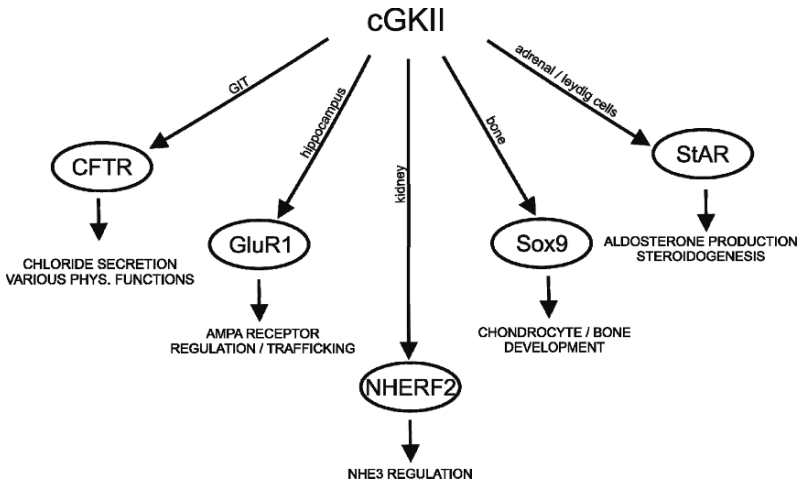 cGKII
GIT
hippocampus
kidney
bone
adrenal / leydig cells
CFTR
CHLORIDE SECRETION
VARIOUS PHYS. FUNCTIONS
GluR1
AMPA RECEPTOR
REGULATION / TRAFFICKING
NHERF2
NHE3 REGULATION
Sox9
CHONDROCYTE / BONE
DEVELOPMENT
StAR
ALDOSTERONE PRODUCTION
STEROIDOGENESIS